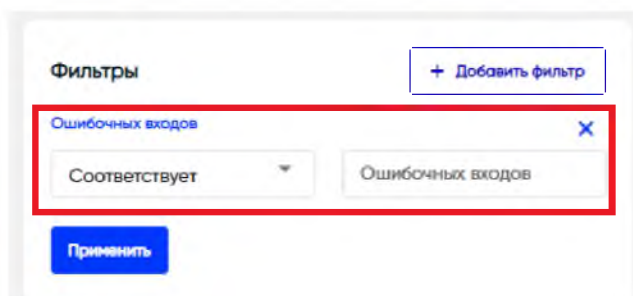 Фильтры
+ Добавить фильтр
Ошибочных входов
Соответствует
Ошибочных входов
Применить